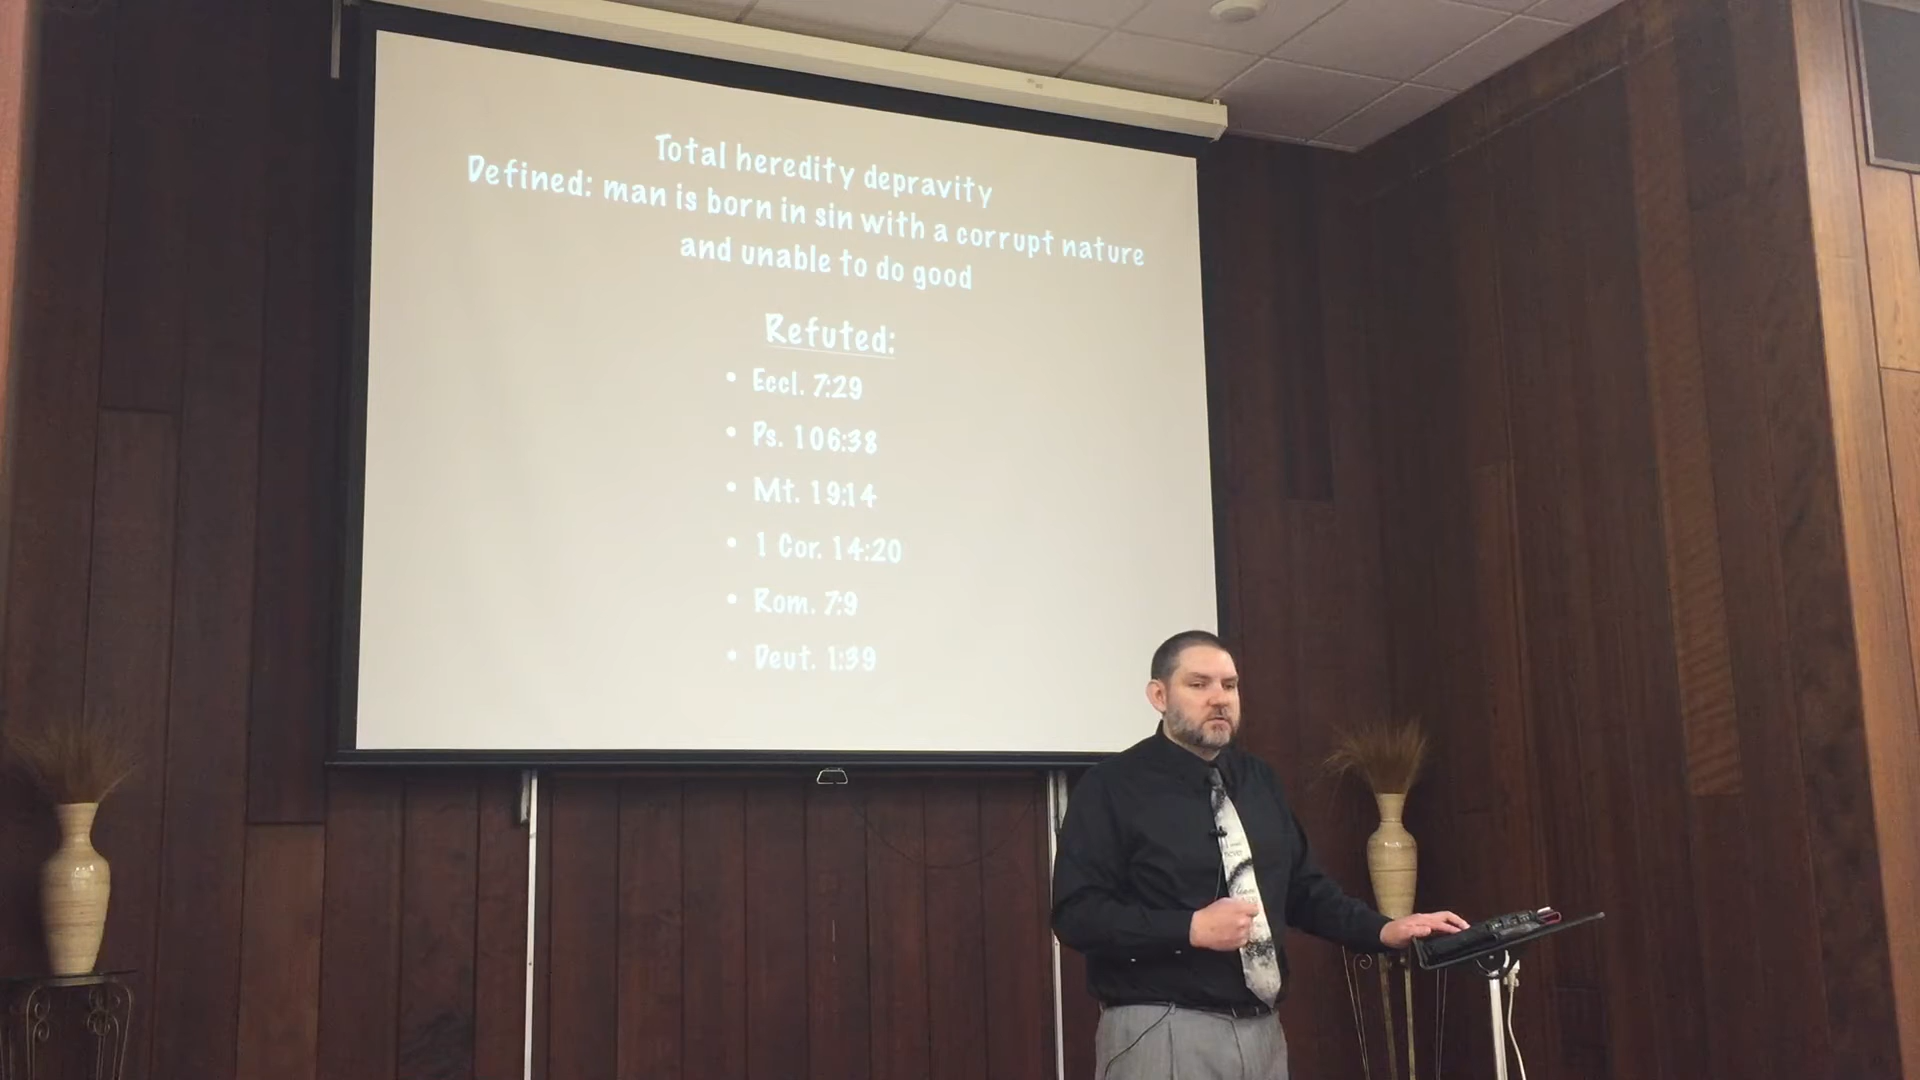 Total heredity depravity
Defined: man is born in sin with a corrupt nature
and unable to do good
Refuted:
• Eccl. 7:29
• Ps. 106:38
• Mt. 19:14
• 1 Cor. 14:20
• Rom. 7:9
• Deut. 1:39